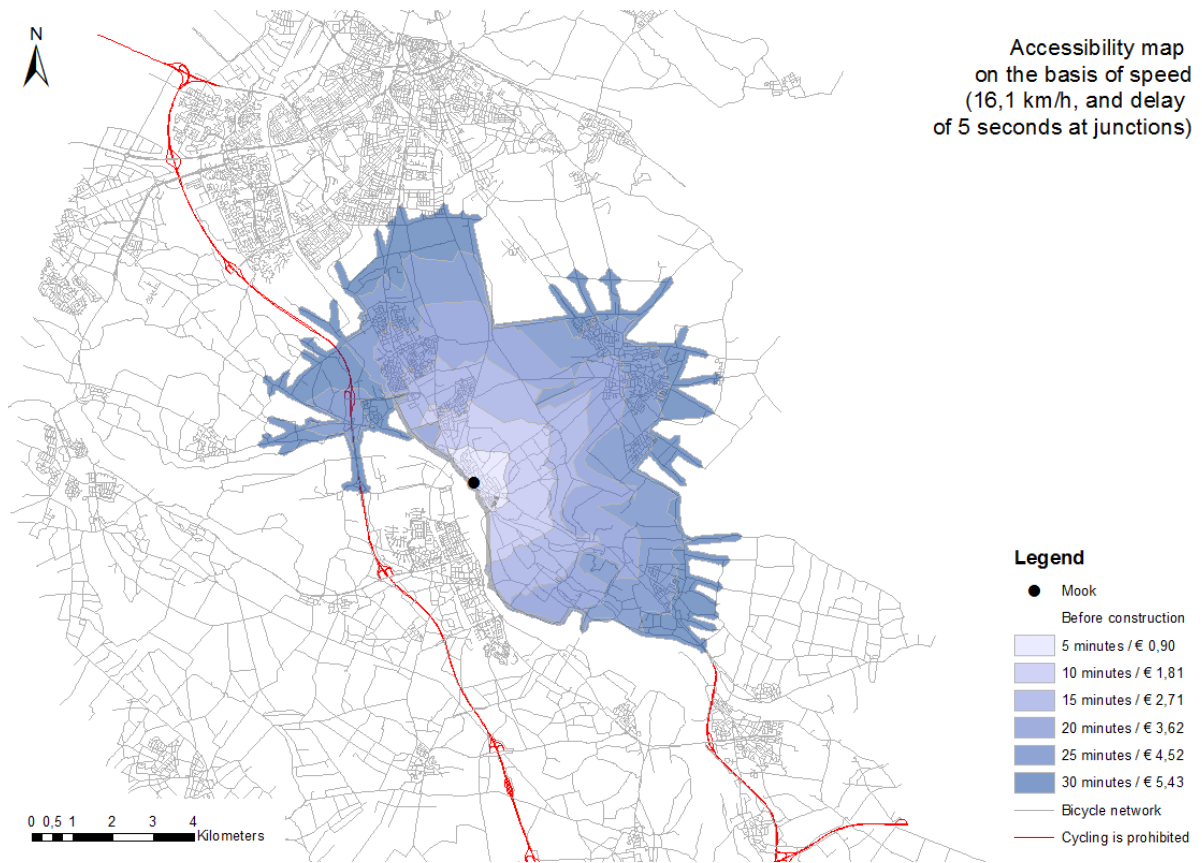 N
Accessibility map
on the basis of speed
(16,1 km/h, and delay
of 5 seconds at junctions)
Legend
Mook
Before construction
5 minutes / € 0,90
10 minutes / € 1,81
15 minutes / € 2,71
20 minutes / € 3,62
25 minutes / € 4,52
30 minutes / € 5,43
Bicycle network
Cycling is prohibited
0 0,5 1 2 3 4
Kilometers